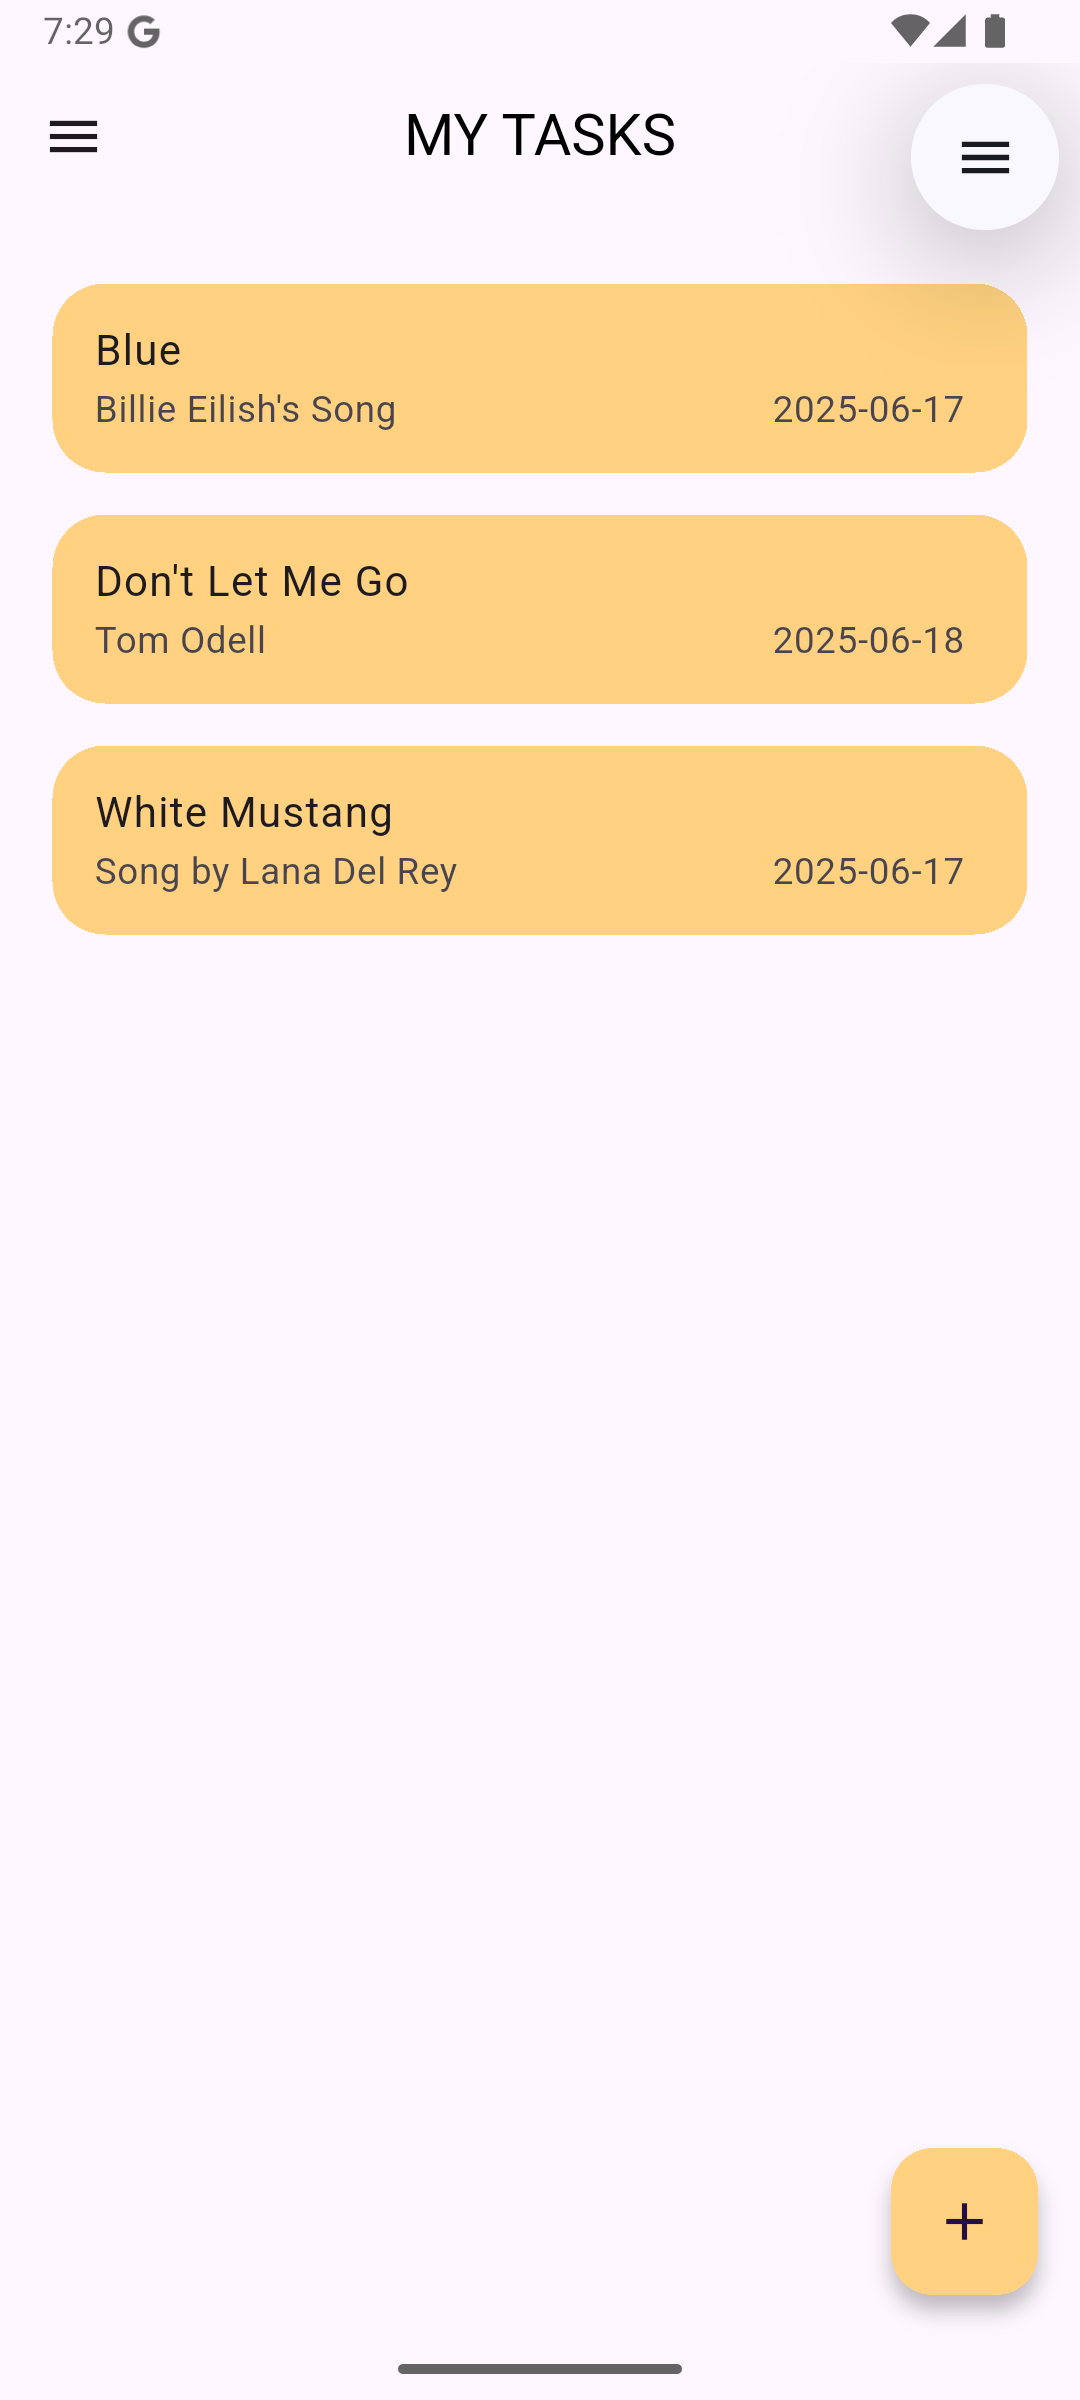 7:29
MY TASKS
Blue
Billie Eilish's Song 2025-06-17
Don't Let Me Go
Tom Odell 2025-06-18
White Mustang
Song by Lana Del Rey 2025-06-17